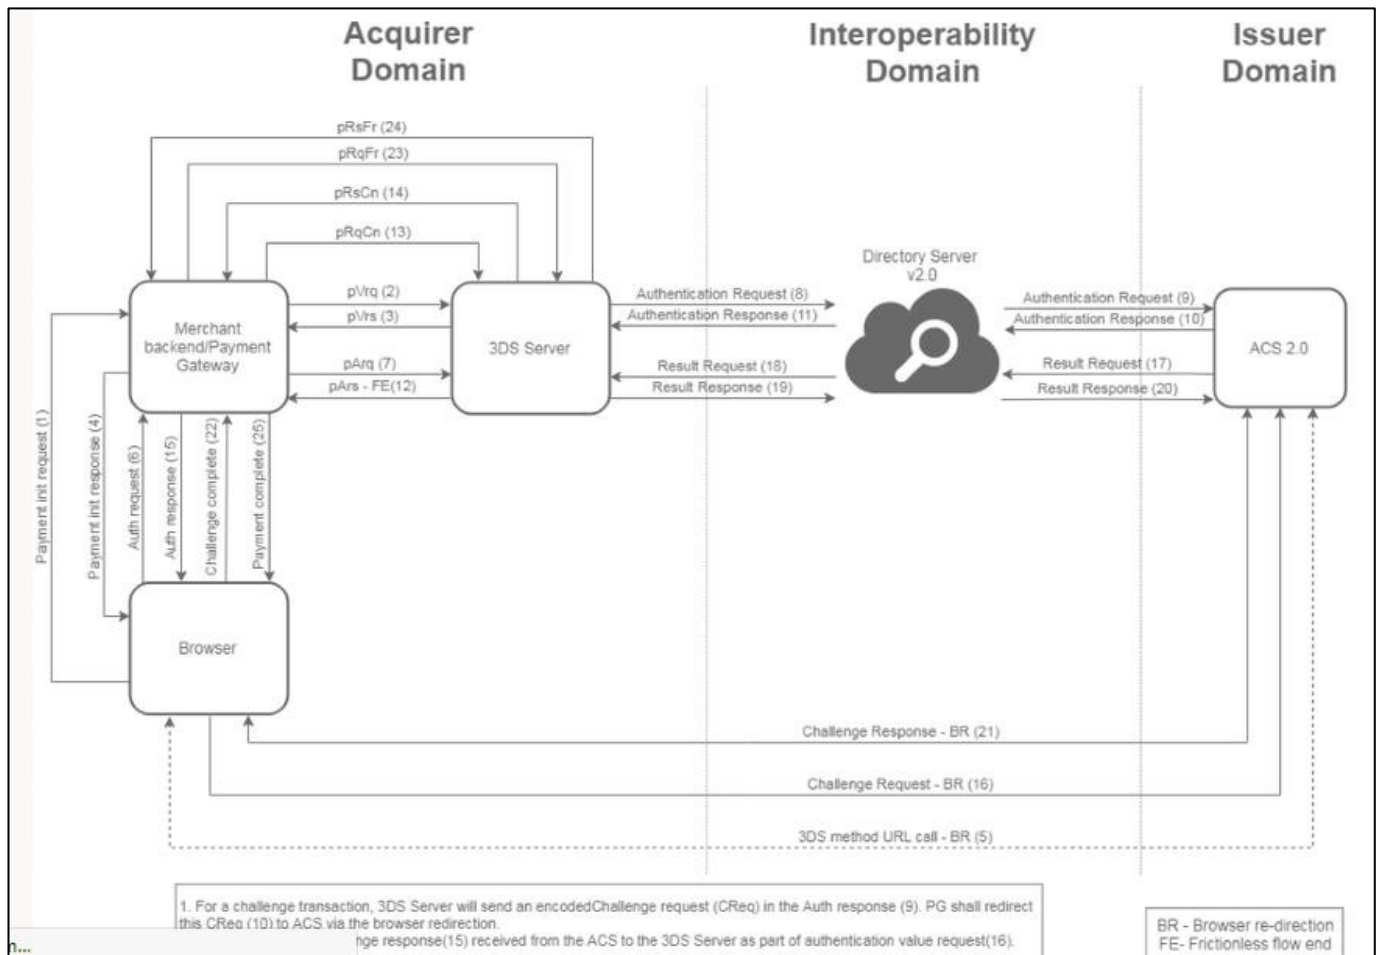 Acquirer
Domain
Interoperability
Domain
Issuer
Domain
pRsFr (24)
pRqFr (23)
pRsCn (14)
pRqCn (13)
Directory Server
v2.0
pVrq (2)
pVrs (3)
pArq (7)
pArs - FE(12)
Merchant
backend/Payment
Gateway
3DS Server
Authentication Request (8)
Authentication Response (11)
Result Request (18)
Result Response (19)
Authentication Request (9)
Authentication Response (10)
Result Request (17)
Result Response (20)
ACS 2.0
Payment init request (1)
Payment init response (4)
Auth request (6)
Auth response (15)
Challenge complete (22)
Payment complete (25)
Browser
Challenge Response - BR (21)
Challenge Request - BR (16)
3DS method URL call - BR (5)
1. For a challenge transaction, 3DS Server will send an encodedChallenge request (CReq) in the Auth response (9). PG shall redirect
this CReq (10) to ACS via the browser redirection.
nge response(15) received from the ACS to the 3DS Server as part of authentication value request(16).
BR - Browser re-direction
FE- Frictionless flow end